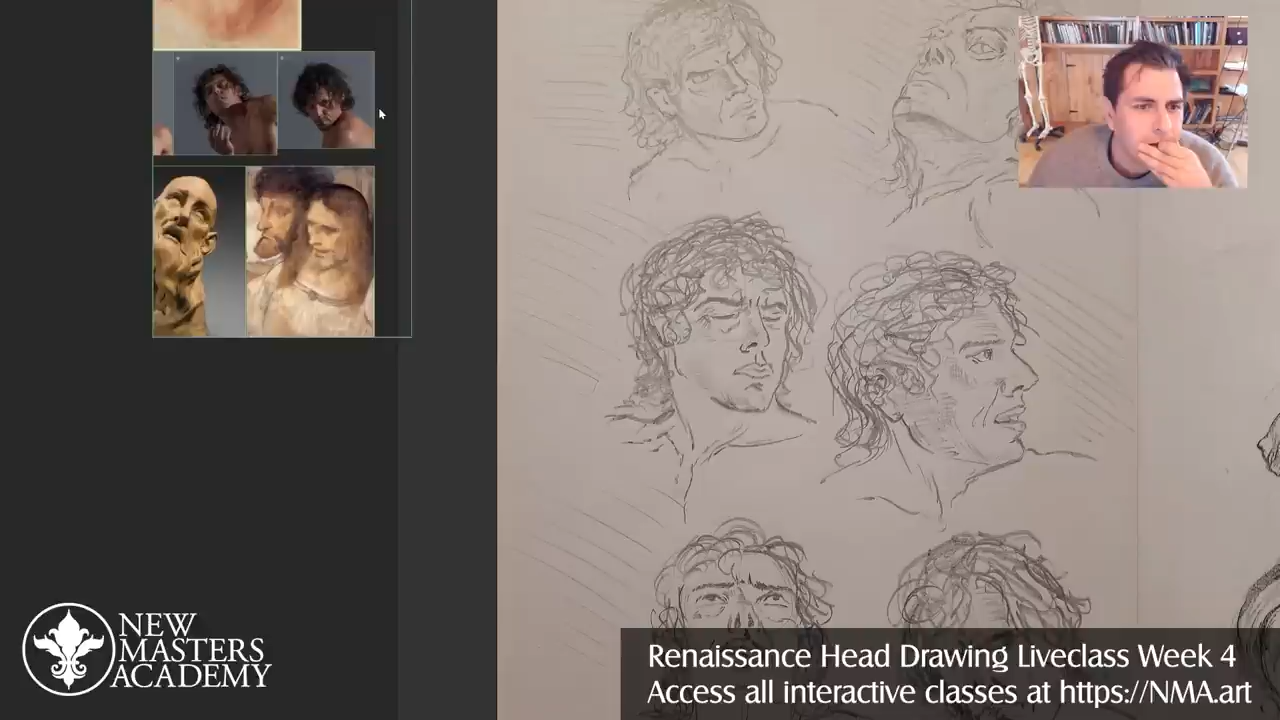 NEW
MASTERS
ACADEMY
Renaissance Head Drawing Liveclass Week 4
Access all interactive classes at https://NMA.art